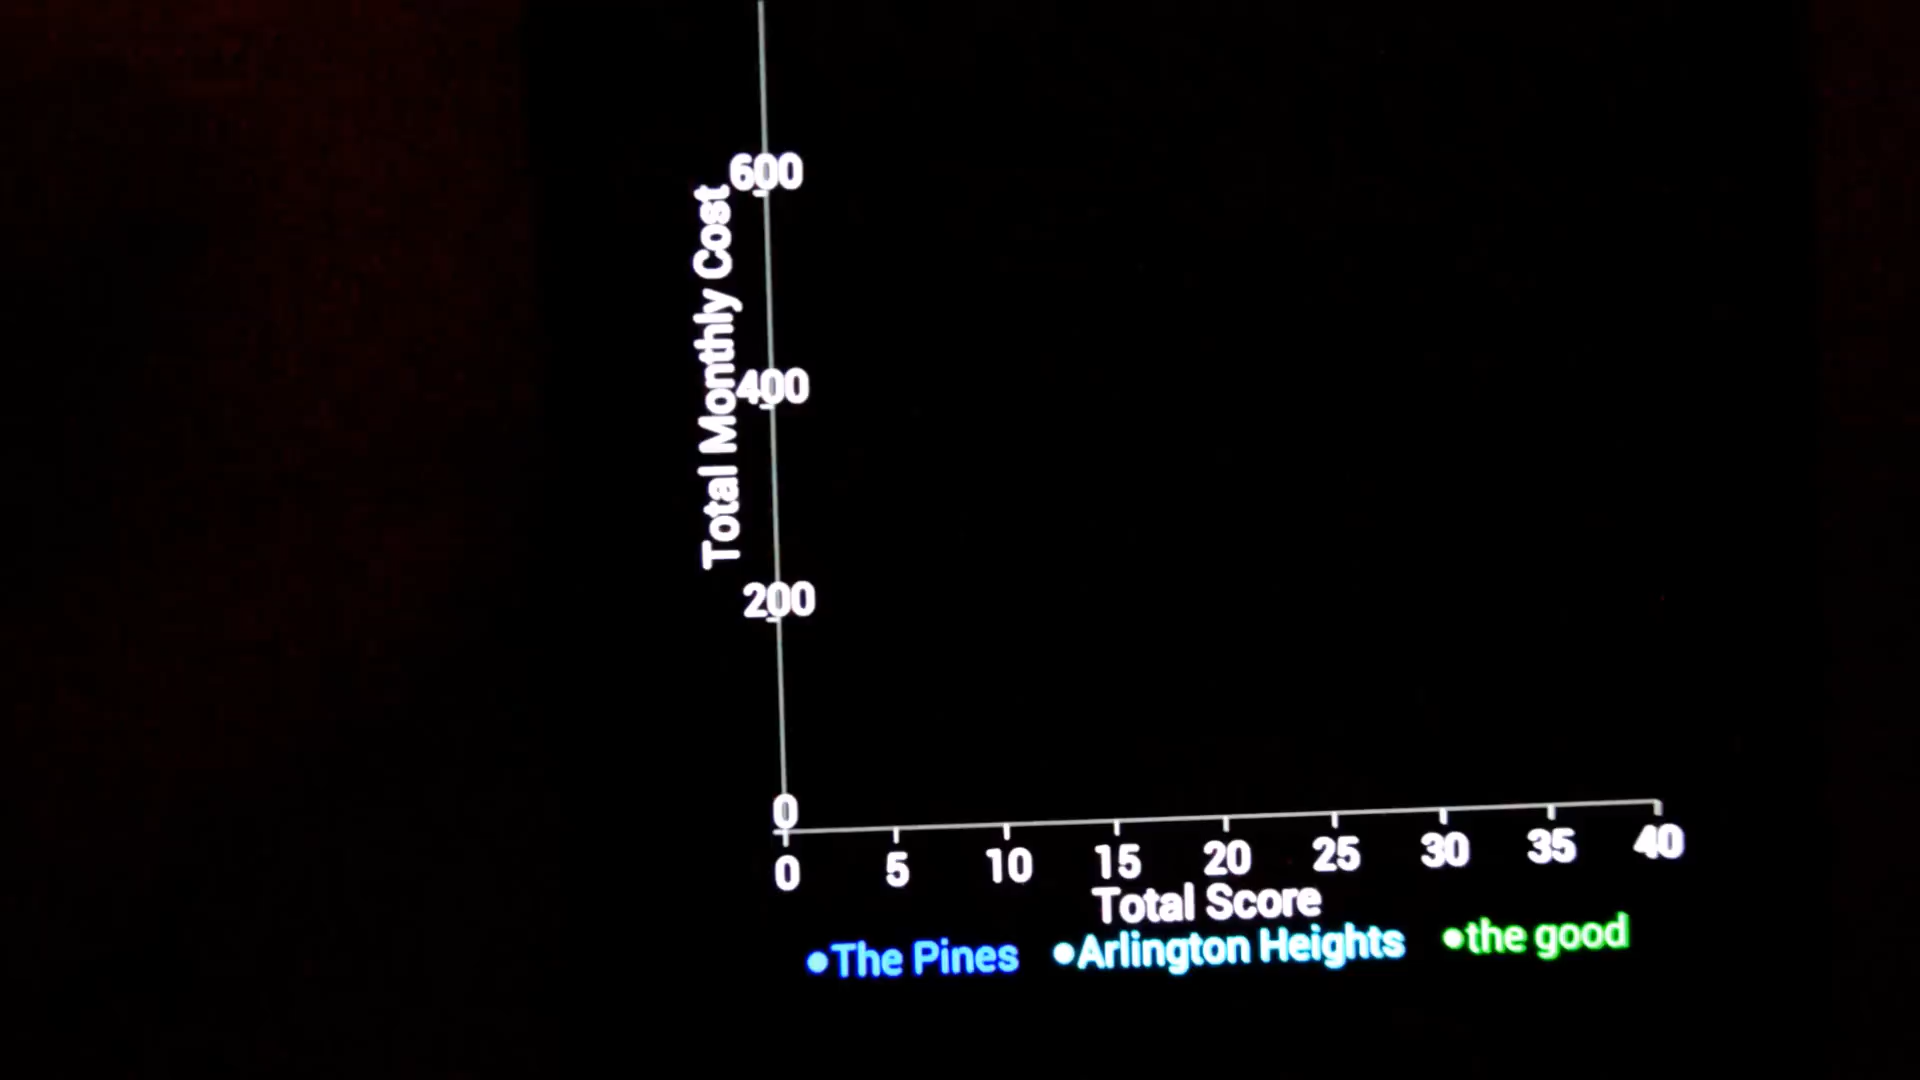 600
Total Monthly Cost
400
200
0
0 5 10 15 20 25 30 35 40
Total Score
The Pines Arlington Heights the good